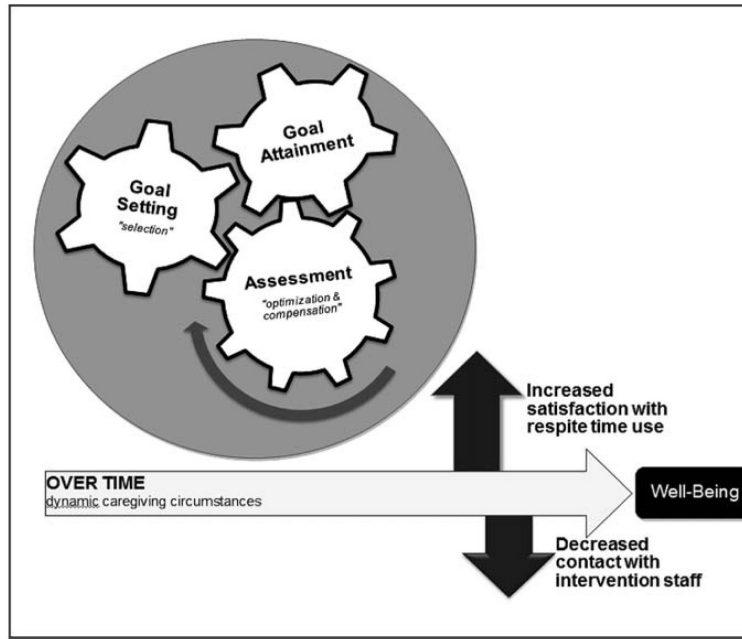 Goal
Attainment
Goal
Setting
"selection"
Assessment
"optimization &
compensation"
Increased
satisfaction with
respite time use
OVER TIME
dynamic caregiving circumstances
Well-Being
Decreased
contact with
intervention staff